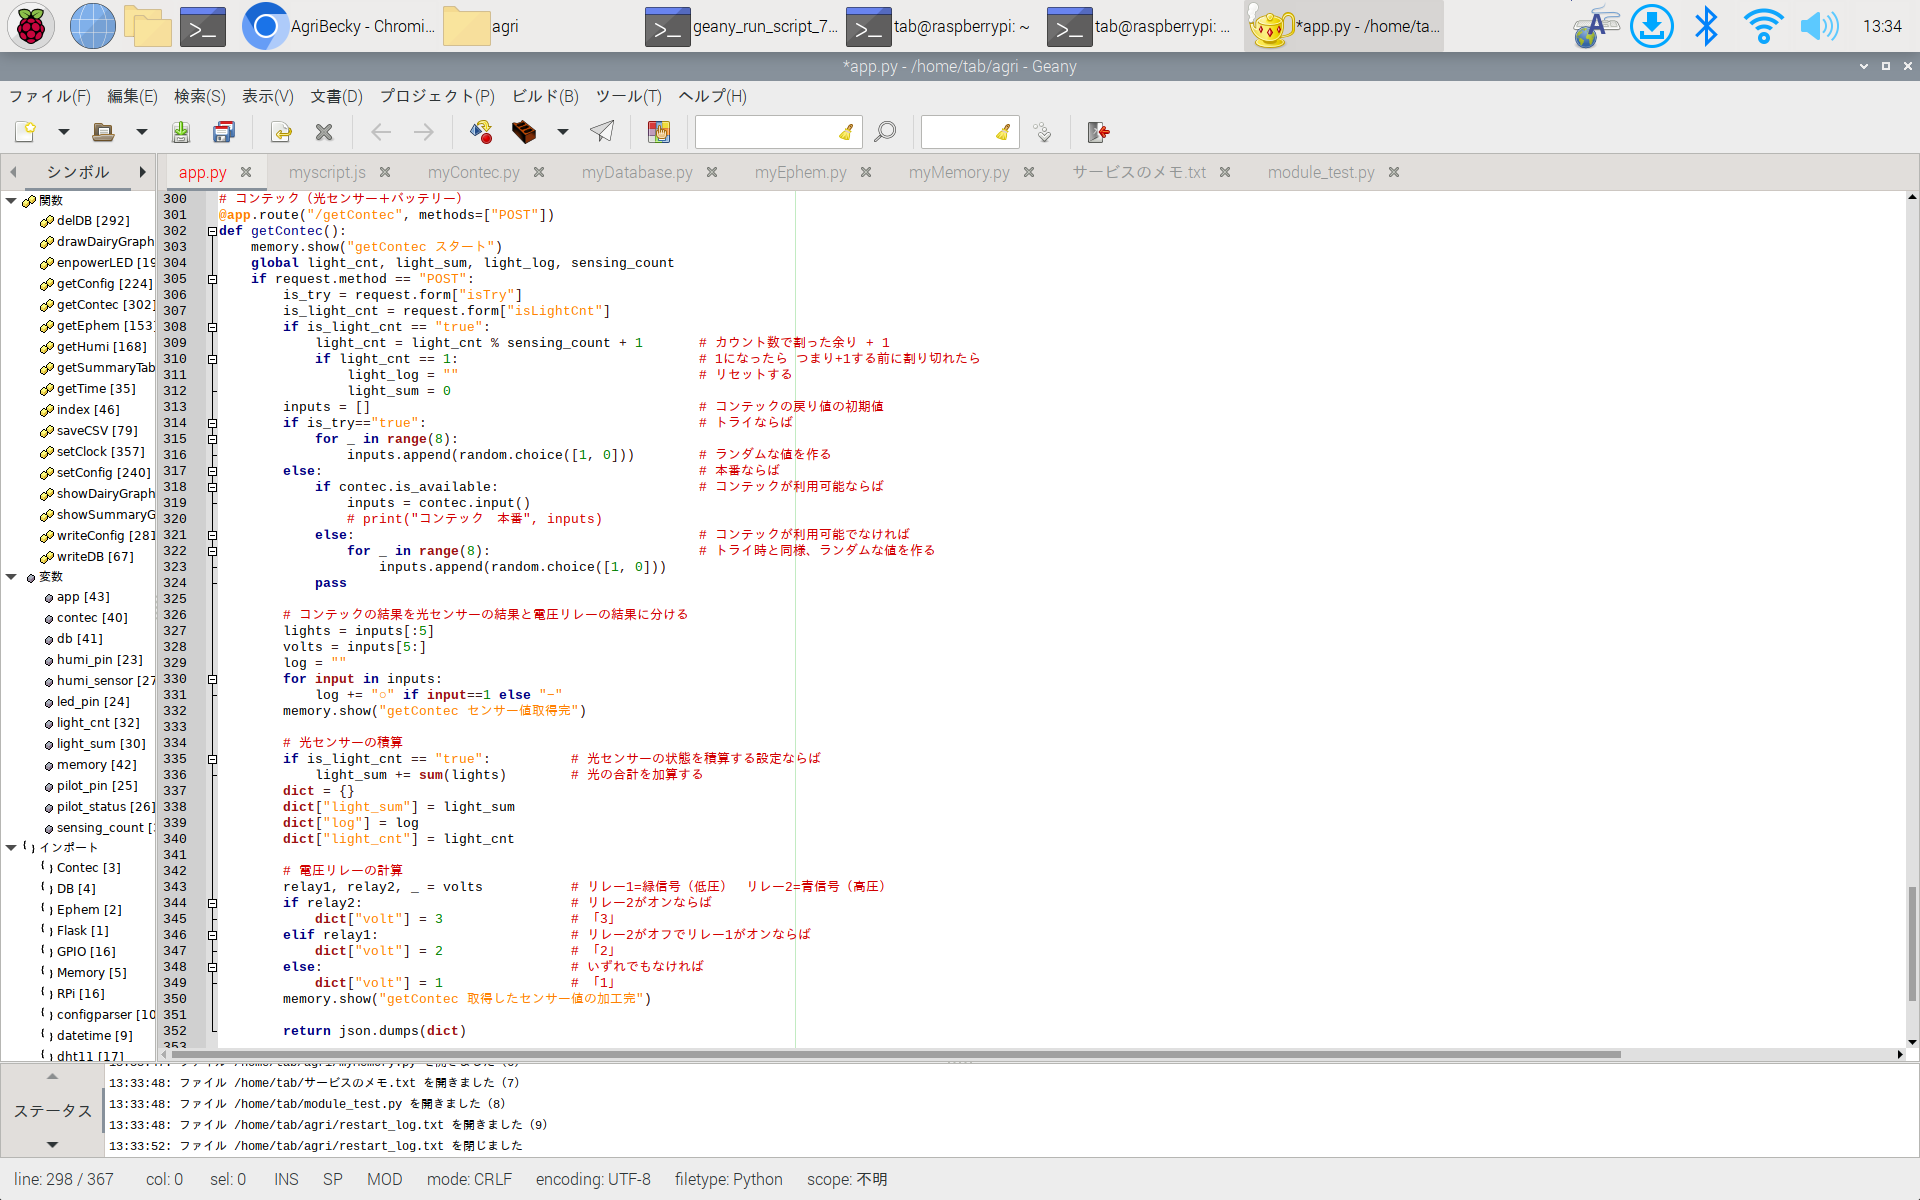 AgriBecky - Chromi...
agri
geany_run_script_7...
tab@raspberrypi: ~
tab@raspberrypi: ...
*app.py - /home/ta...
13:34
*app.py - /home/tab/agri - Geany
ファイル(F) 編集(E) 検索(S) 表示(V) 文書(D) プロジェクト(P) ビルド(B) ツール(T) ヘルプ(H)
シンボル
app.py myscript.js myContec.py myDatabase.py myEphem.py myMemory.py サービスのメモ.txt module_test.py
関数
delDB [292]
drawDairyGraph
enpowerLED [19
getConfig [224]
getContec [302]
getEphem [153]
getHumi [168]
getSummaryTab
getTime [35]
index [46]
saveCSV [79]
setClock [357]
setConfig [240]
showDairyGraph
showSummaryG
writeConfig [281
writeDB [67]
変数
app [43]
contec [40]
db [41]
humi_pin [23]
humi_sensor [27
led_pin [24]
light_cnt [32]
light_sum [30]
memory [42]
pilot_pin [25]
pilot_status [26]
sensing_count [
インポート
Contec [3]
DB [4]
Ephem [2]
Flask [1]
GPIO [16]
Memory [5]
RPi [16]
configparser [10
datetime [9]
dht11 [17]
300 # コンテック（光センサー＋バッテリー）
301 @app.route("/getContec", methods=["POST"])
302 def getContec():
303 memory.show("getContec スタート")
304 global light_cnt, light_sum, light_log, sensing_count
305 if request.method == "POST":
306 is_try = request.form["isTry"]
307 is_light_cnt = request.form["isLightCnt"]
308 if is_light_cnt == "true":
309 light_cnt = light_cnt % sensing_count + 1 # カウント数で割った余り + 1
310 if light_cnt == 1: # 1になったら つまり+1する前に割り切れたら
311 light_log = "" # リセットする
312 light_sum = 0
313 inputs = [] # コンテックの戻り値の初期値
314 if is_try=="true": # トライならば
315 for _ in range(8):
316 inputs.append(random.choice([1, 0])) # ランダムな値を作る
317 else: # 本番ならば
318 if contec.is_available: # コンテックが利用可能ならば
319 inputs = contec.input()
320 # print("コンテック　本番", inputs)
321 else: # コンテックが利用可能でなければ
322 for _ in range(8): # トライ時と同様、ランダムな値を作る
323 inputs.append(random.choice([1, 0]))
324 pass
325
326 # コンテックの結果を光センサーの結果と電圧リレーの結果に分ける
327 lights = inputs[:5]
328 volts = inputs[5:]
329 log = ""
330 for input in inputs:
331 log += "○" if input==1 else "−"
332 memory.show("getContec センサー値取得完")
333
334 # 光センサーの積算
335 if is_light_cnt == "true": # 光センサーの状態を積算する設定ならば
336 light_sum += sum(lights) # 光の合計を加算する
337 dict = {}
338 dict["light_sum"] = light_sum
339 dict["log"] = log
340 dict["light_cnt"] = light_cnt
341
342 # 電圧リレーの計算
343 relay1, relay2, _ = volts # リレー1=緑信号（低圧）　リレー2=青信号（高圧）
344 if relay2: # リレー2がオンならば
345 dict["volt"] = 3 # 「3」
346 elif relay1: # リレー2がオフでリレー1がオンならば
347 dict["volt"] = 2 # 「2」
348 else: # いずれでもなければ
349 dict["volt"] = 1 # 「1」
350 memory.show("getContec 取得したセンサー値の加工完")
351
352 return json.dumps(dict)
353
ステータス
13:33:48: ファイル /home/tab/サービスのメモ.txt を開きました（7）
13:33:48: ファイル /home/tab/module_test.py を開きました（8）
13:33:48: ファイル /home/tab/agri/restart_log.txt を開きました（9）
13:33:52: ファイル /home/tab/agri/restart_log.txt を閉じました
line: 298 / 367 col: 0 sel: 0 INS SP MOD mode: CRLF encoding: UTF-8 filetype: Python scope: 不明